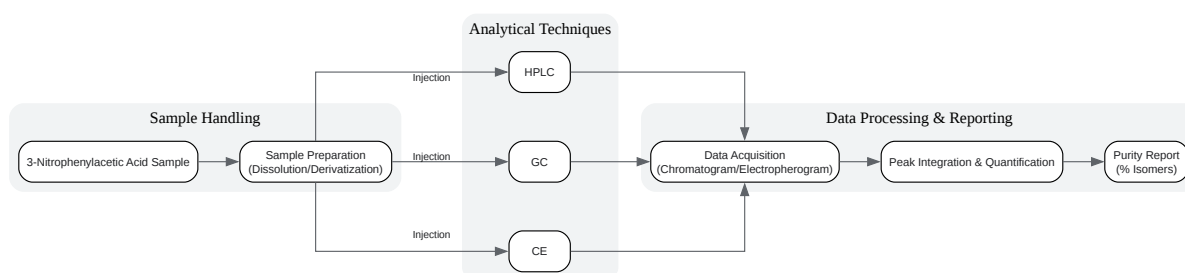 Analytical Techniques
HPLC
Injection
Sample Handling
Data Processing & Reporting
3-Nitrophenylacetic Acid Sample
Sample Preparation
(Dissolution/Derivatization)
Injection
GC
Data Acquisition
(Chromatogram/Electropherogram)
Peak Integration & Quantification
Purity Report
(% Isomers)
Injection
CE